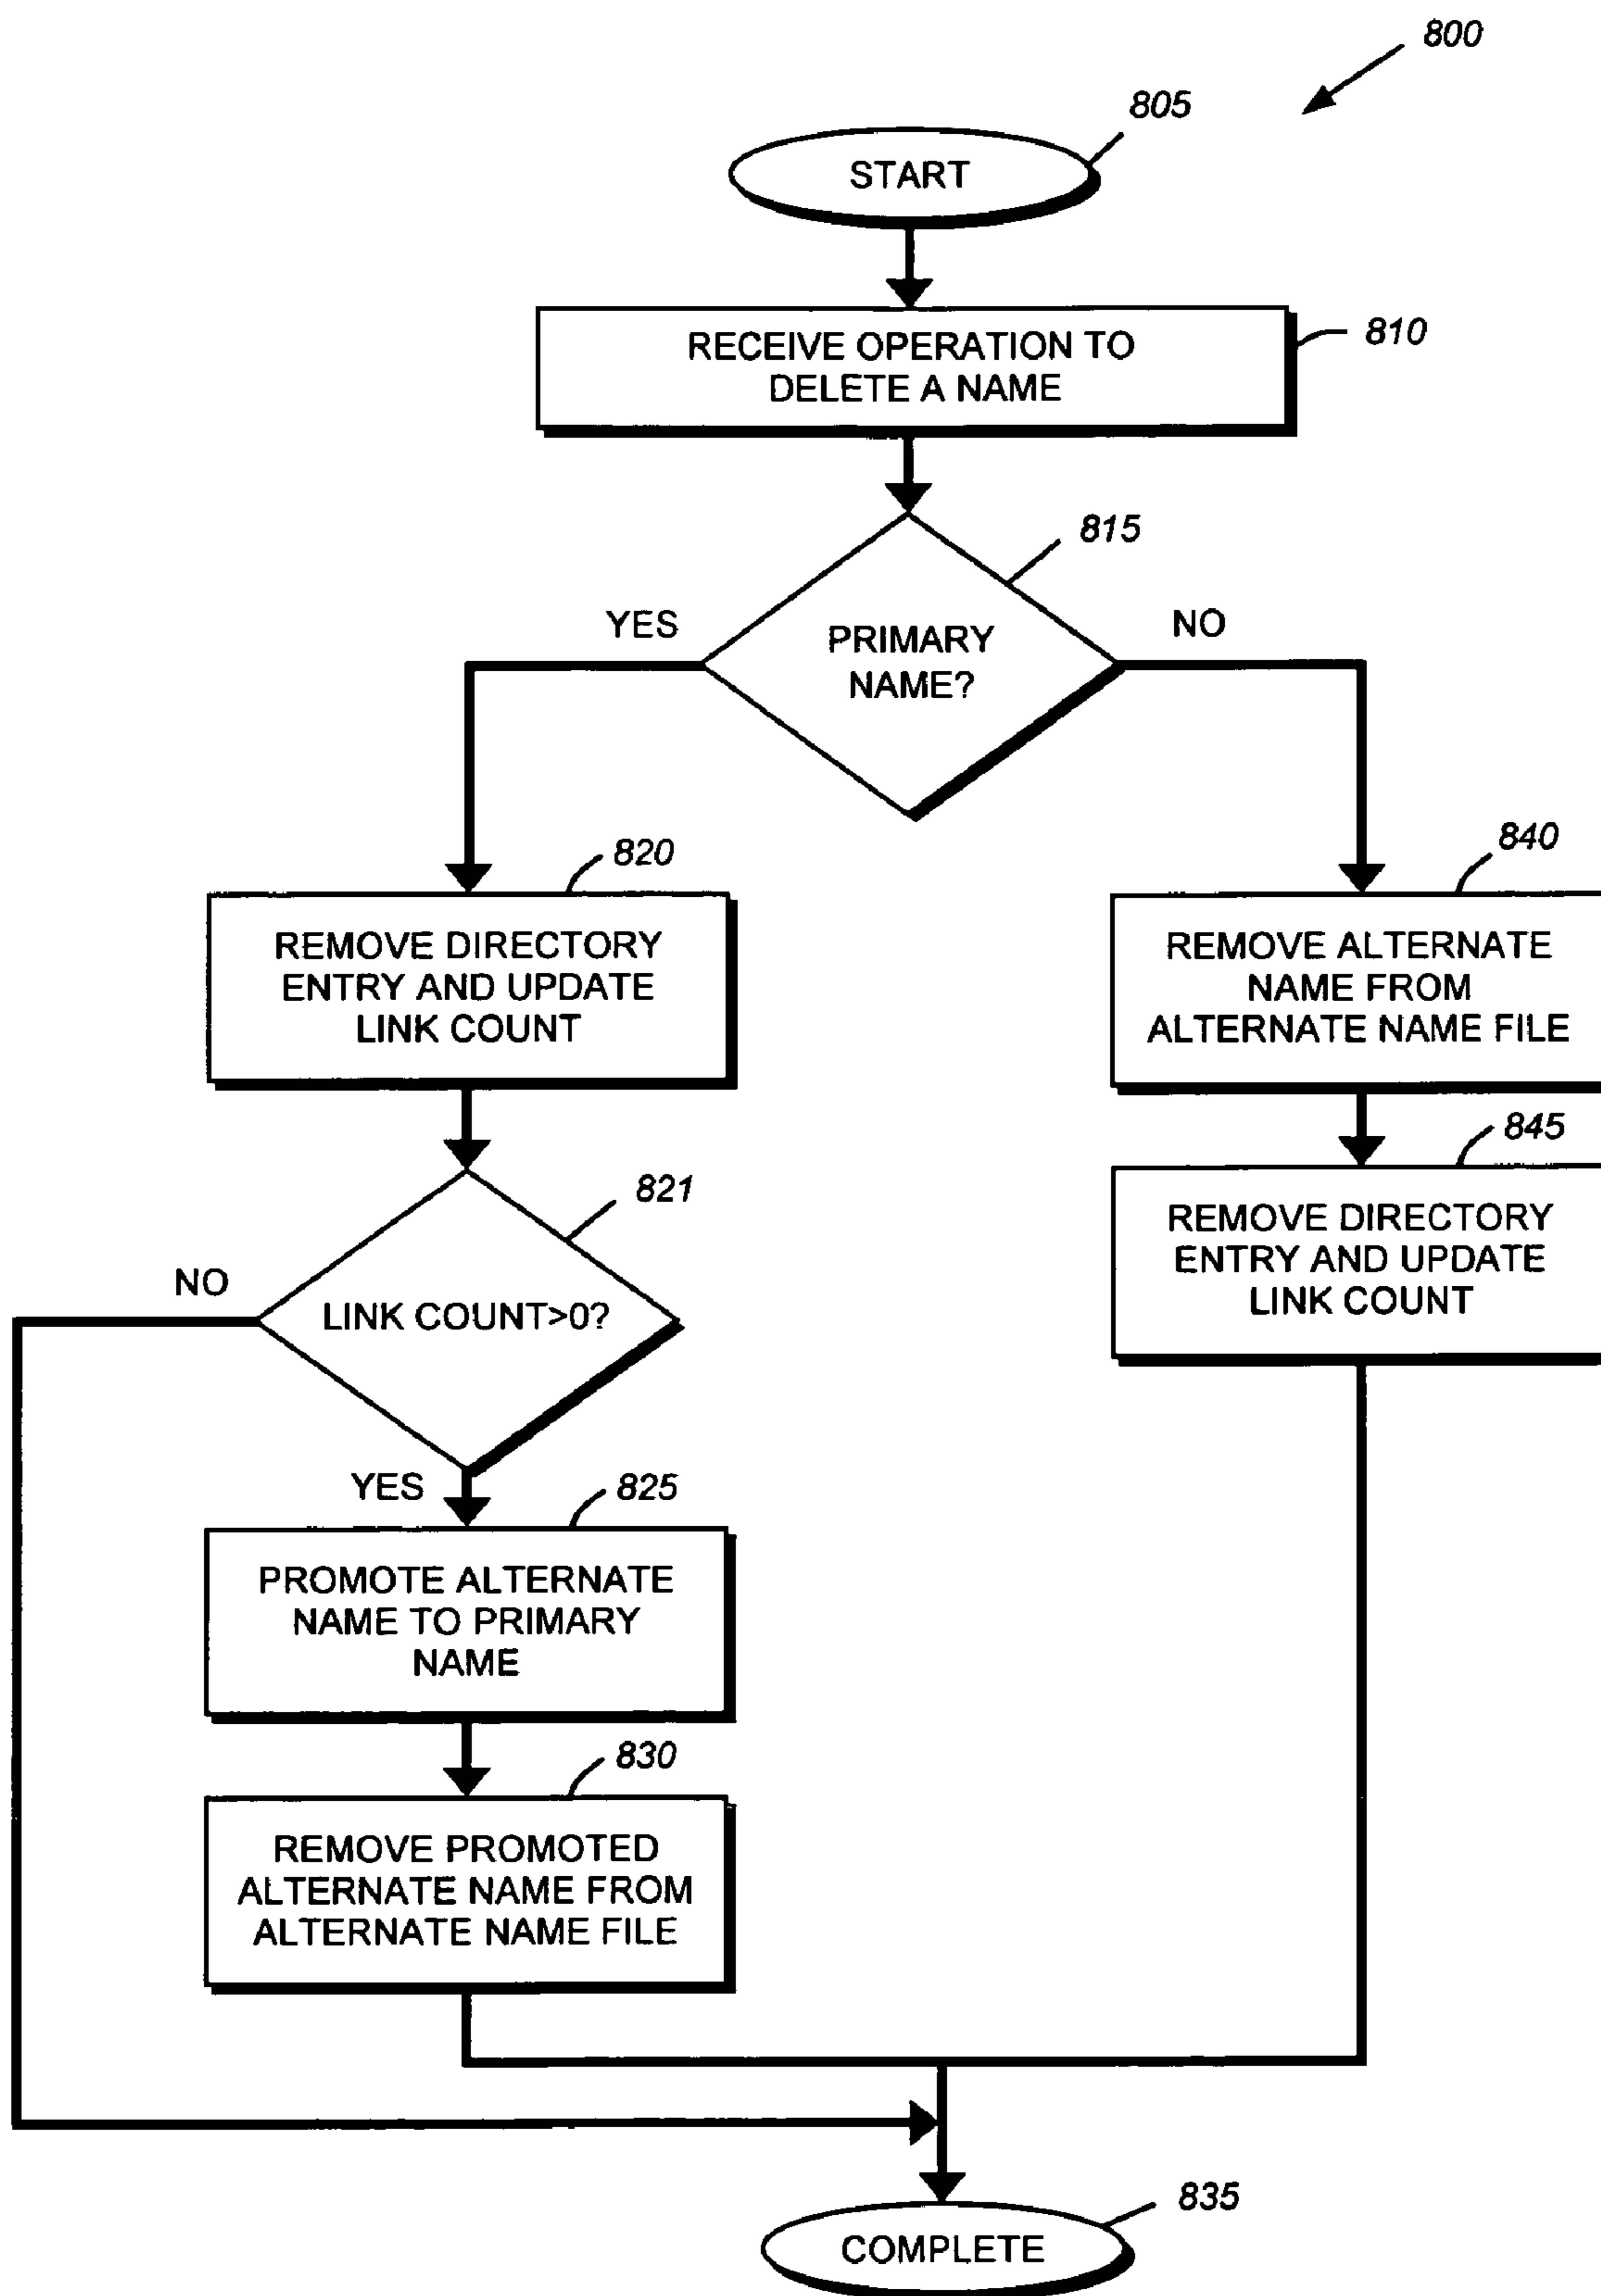 800
805
START
RECEIVE OPERATION TO
DELETE A NAME
810
815
YES
PRIMARY
NAME?
NO
820
REMOVE DIRECTORY
ENTRY AND UPDATE
LINK COUNT
840
REMOVE ALTERNATE
NAME FROM
ALTERNATE NAME FILE
845
REMOVE DIRECTORY
ENTRY AND UPDATE
LINK COUNT
821
NO
LINK COUNT>0?
YES
825
PROMOTE ALTERNATE
NAME TO PRIMARY
NAME
830
REMOVE PROMOTED
ALTERNATE NAME FROM
ALTERNATE NAME FILE
835
COMPLETE